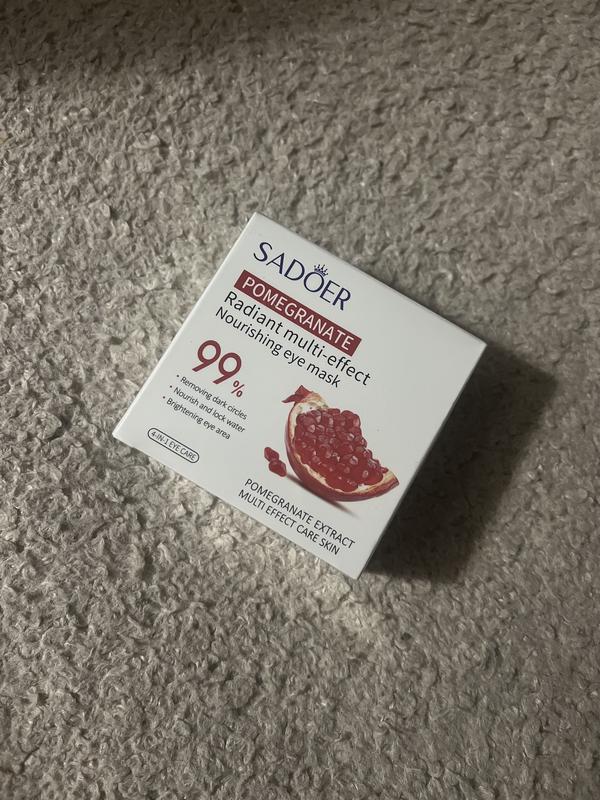 SADOER
POMEGRANATE
Radiant multi-effect
Nourishing eye mask
99%
· Removing dark circles
· Nourish and lock water
· Brightening eye area
4-IN-1 EYE CARE
POMEGRANATE EXTRACT
MULTI EFFECT CARE SKIN